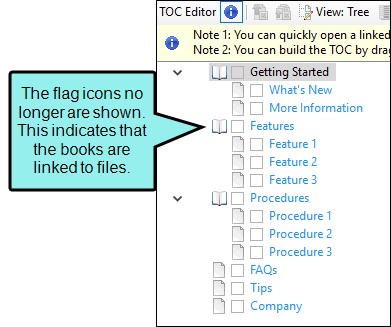 TOC Editor View: Tree
Note 1: You can quickly open a linked
Note 2: You can build the TOC by drag
Getting Started
What's New
More Information
Features
Feature 1
Feature 2
Feature 3
Procedures
Procedure 1
Procedure 2
Procedure 3
FAQs
Tips
Company
The flag icons no
longer are shown.
This indicates that
the books are
linked to files.